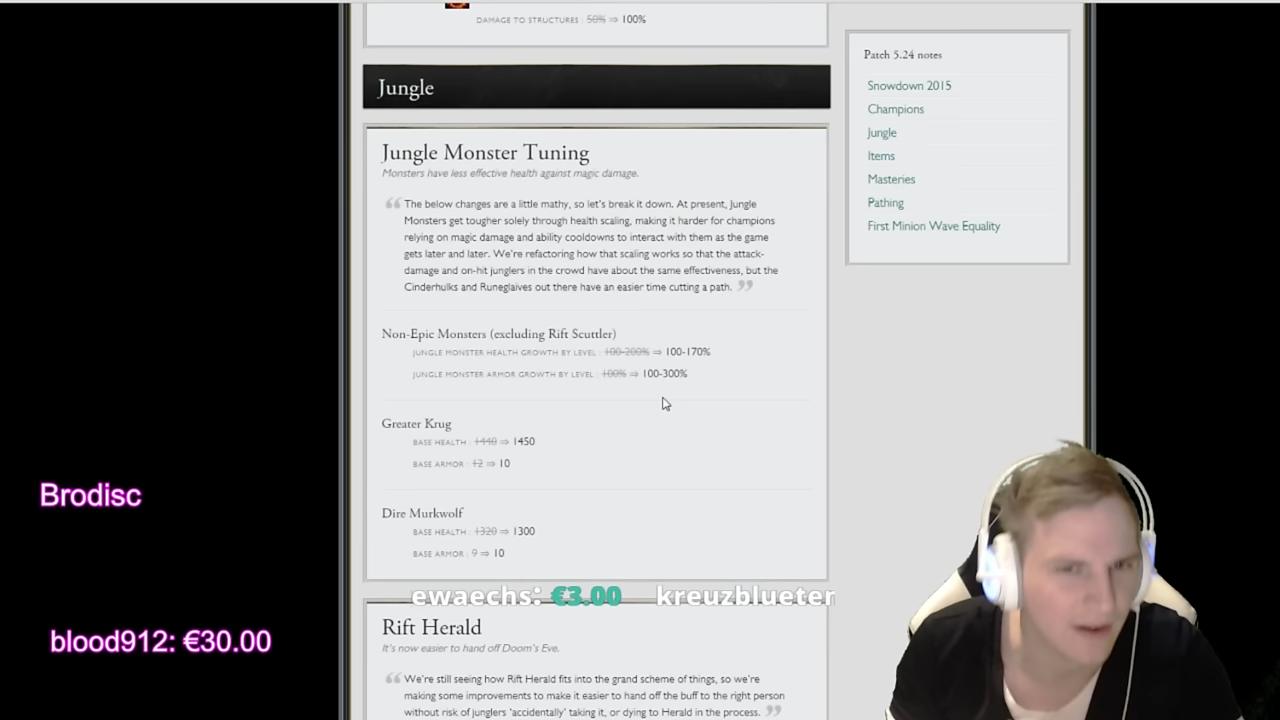 DAMAGE TO STRUCTURES : 50% ⇒ 100%
Jungle
Jungle Monster Tuning
Monsters have less effective health against magic damage.
“ The below changes are a little mathy, so let's break it down. At present, Jungle
Monsters get tougher solely through health scaling, making it harder for champions
relying on magic damage and ability cooldowns to interact with them as the game
gets later and later. We're refactoring how that scaling works so that the attack-
damage and on-hit junglers in the crowd have about the same effectiveness, but the
Cinderhulks and Runeglaives out there have an easier time cutting a path. ”
Non-Epic Monsters (excluding Rift Scuttler)
JUNGLE MONSTER HEALTH GROWTH BY LEVEL : 100-200% ⇒ 100-170%
JUNGLE MONSTER ARMOR GROWTH BY LEVEL : 100% ⇒ 100-300%
Greater Krug
BASE HEALTH : 1440 ⇒ 1450
BASE ARMOR : 12 ⇒ 10
Dire Murkwolf
BASE HEALTH : 1320 ⇒ 1300
BASE ARMOR : 9 ⇒ 10
ewaechs: €3.00 kreuzblueter
Rift Herald
It's now easier to hand off Doom's Eve.
“ We're still seeing how Rift Herald fits into the grand scheme of things, so we're
making some improvements to make it easier to hand off the buff to the right person
without risk of junglers 'accidentally' taking it, or dying to Herald in the process. ”
Patch 5.24 notes
Snowdown 2015
Champions
Jungle
Items
Masteries
Pathing
First Minion Wave Equality
Brodisc
blood912: €30.00